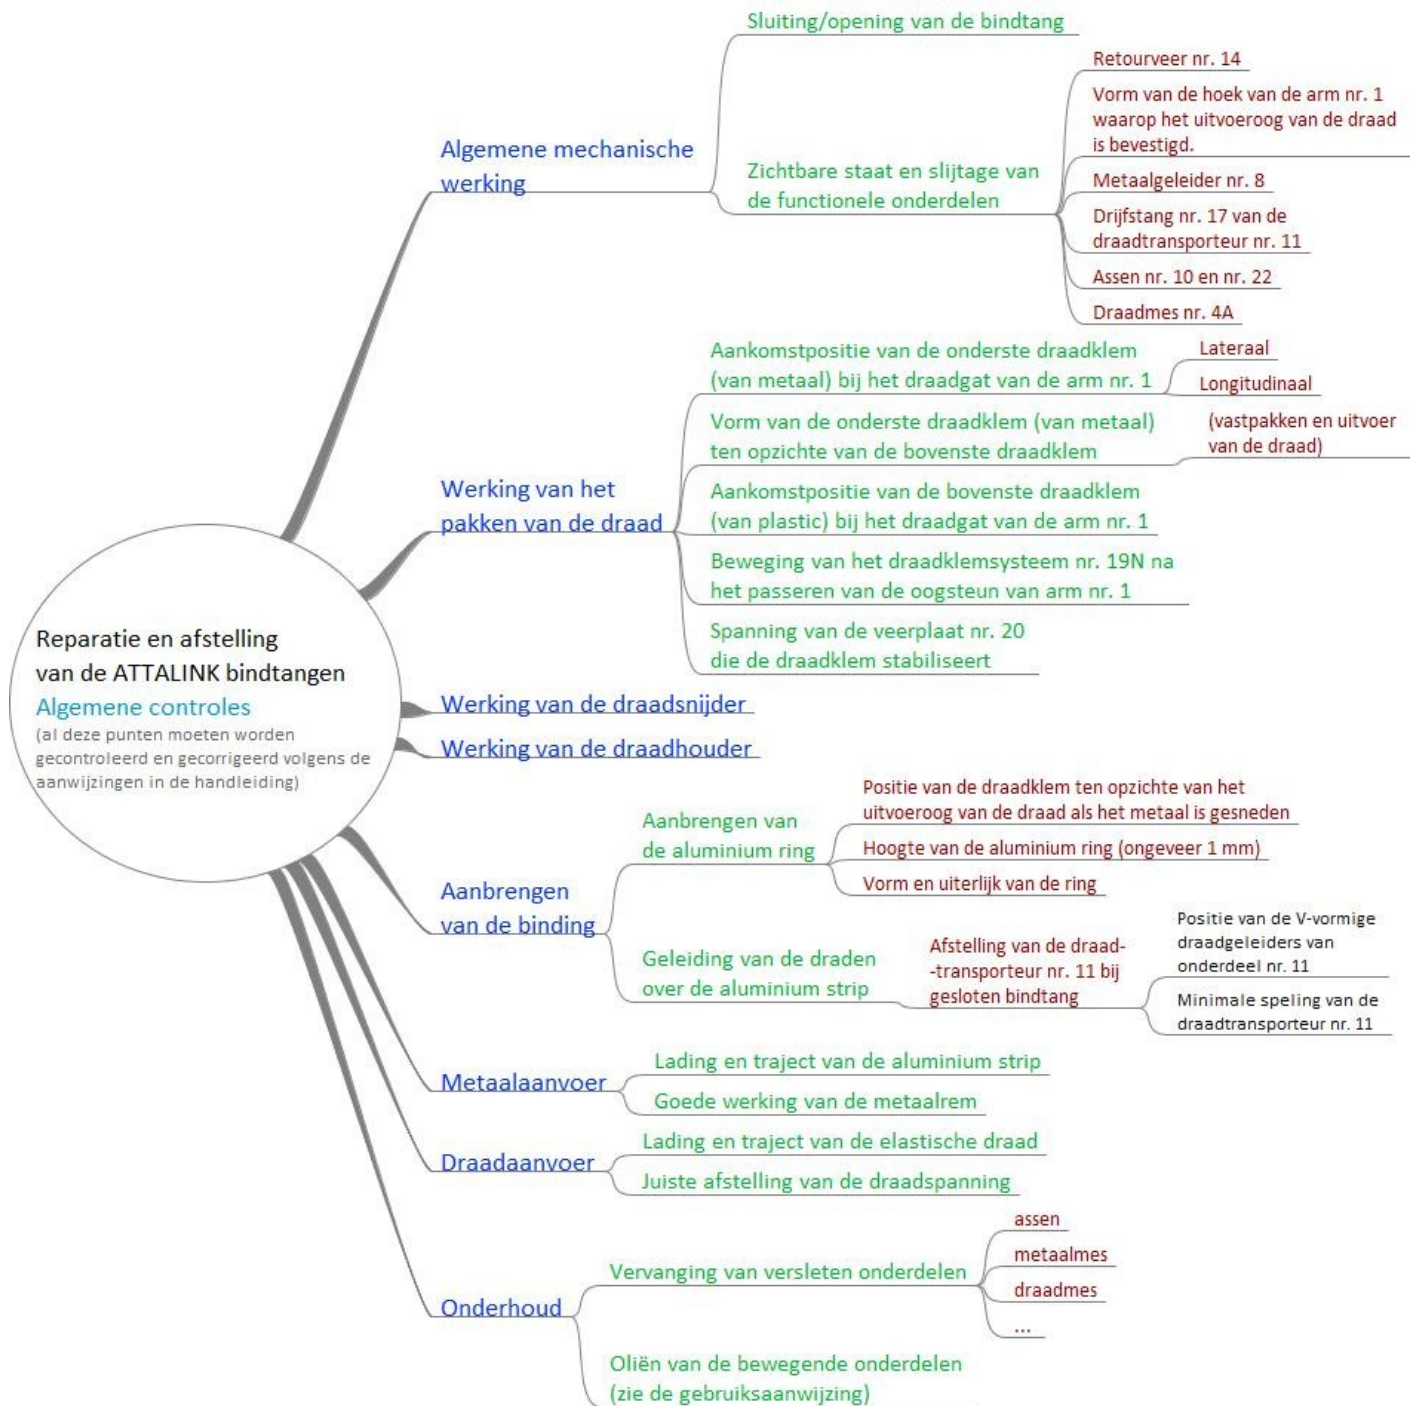 Reparatie en afstelling
van de ATTALINK bindtangen
Algemene controles
(al deze punten moeten worden
gecontroleerd en gecorrigeerd volgens de
aanwijzingen in de handleiding)
Algemene mechanische
werking
Sluiting/opening van de bindtang
Zichtbare staat en slijtage van
de functionele onderdelen
Retourveer nr. 14
Vorm van de hoek van de arm nr. 1
waarop het uitvoeroog van de draad
is bevestigd.
Metaalgeleider nr. 8
Drijfstang nr. 17 van de
draadtransporteur nr. 11
Assen nr. 10 en nr. 22
Draadmes nr. 4A
Werking van het
pakken van de draad
Aankomstpositie van de onderste draadklem
(van metaal) bij het draadgat van de arm nr. 1
Lateraal
Longitudinaal
Vorm van de onderste draadklem (van metaal)
ten opzichte van de bovenste draadklem
(vastpakken en uitvoer
van de draad)
Aankomstpositie van de bovenste draadklem
(van plastic) bij het draadgat van de arm nr. 1
Beweging van het draadklemsysteem nr. 19N na
het passeren van de oogsteun van arm nr. 1
Spanning van de veerplaat nr. 20
die de draadklem stabiliseert
Werking van de draadsnijder
Werking van de draadhouder
Aanbrengen
van de binding
Aanbrengen van
de aluminium ring
Positie van de draadklem ten opzichte van het
uitvoeroog van de draad als het metaal is gesneden
Hoogte van de aluminium ring (ongeveer 1 mm)
Vorm en uiterlijk van de ring
Geleiding van de draden
over de aluminium strip
Afstelling van de draad-
-transporteur nr. 11 bij
gesloten bindtang
Positie van de V-vormige
draadgeleiders van
onderdeel nr. 11
Minimale speling van de
draadtransporteur nr. 11
Metaalaanvoer
Lading en traject van de aluminium strip
Goede werking van de metaalrem
Draadaanvoer
Lading en traject van de elastische draad
Juiste afstelling van de draadspanning
Onderhoud
Vervanging van versleten onderdelen
assen
metaalmes
draadmes
...
Oliën van de bewegende onderdelen
(zie de gebruiksaanwijzing)